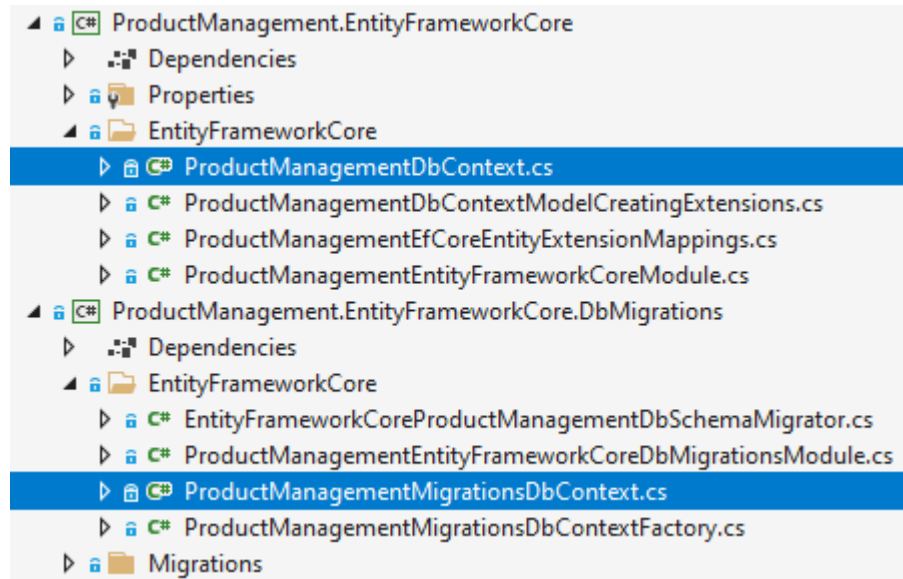 C# ProductManagement.EntityFrameworkCore
Dependencies
Properties
EntityFrameworkCore
C# ProductManagementDbContext.cs
C# ProductManagementDbContextModelCreatingExtensions.cs
C# ProductManagementEfCoreEntityExtensionMappings.cs
C# ProductManagementEntityFrameworkCoreModule.cs
C# ProductManagement.EntityFrameworkCore.DbMigrations
Dependencies
EntityFrameworkCore
C# EntityFrameworkCoreProductManagementDbSchemaMigrator.cs
C# ProductManagementEntityFrameworkCoreDbMigrationsModule.cs
C# ProductManagementMigrationsDbContext.cs
C# ProductManagementMigrationsDbContextFactory.cs
Migrations